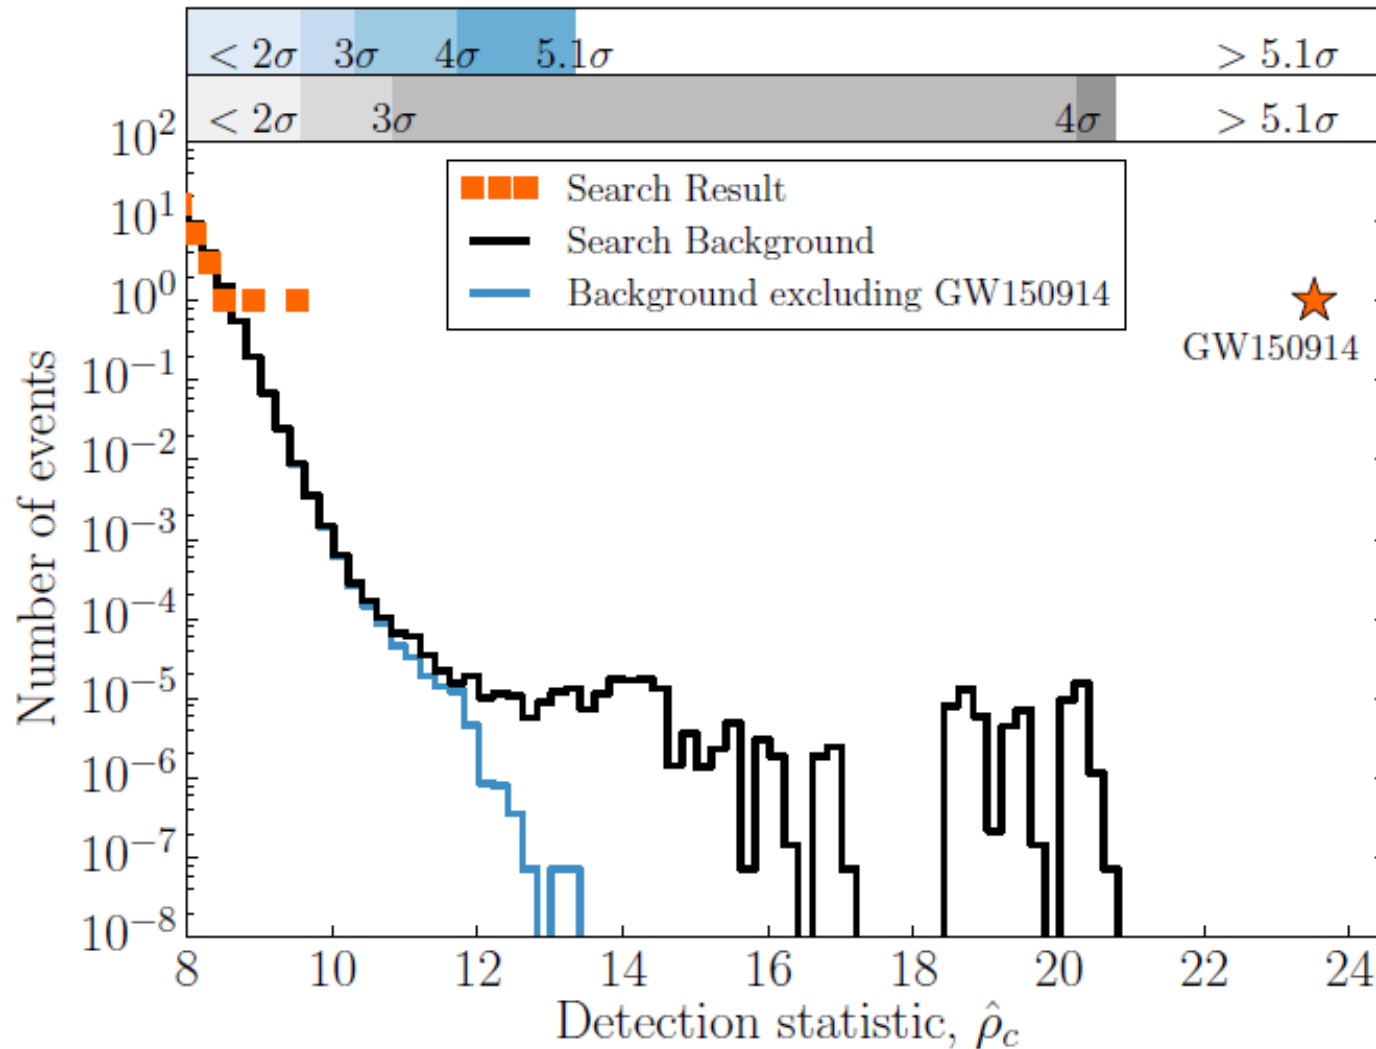 < 2σ 3σ 4σ 5.1σ > 5.1σ
< 2σ 3σ 4σ > 5.1σ
10² 
Search Result
10¹
Search Background
10⁰
Background excluding GW150914
GW150914
10⁻¹
10⁻²
10⁻³
10⁻⁴
10⁻⁵
10⁻⁶
10⁻⁷
10⁻⁸
Number of events
8 10 12 14 16 18 20 22 24
Detection statistic, ρ̂c